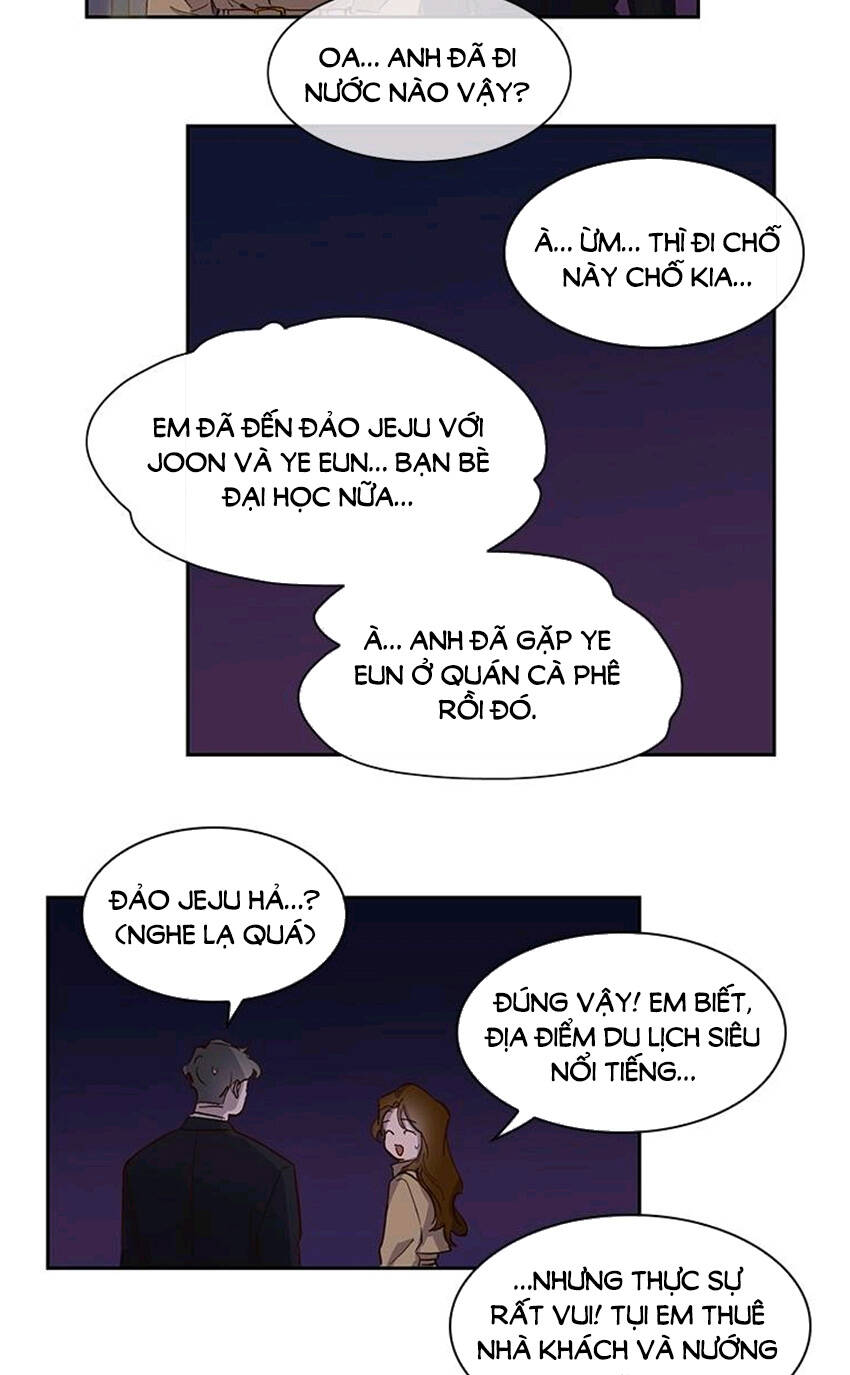 OA... ANH ĐÃ ĐI
NƯỚC NÀO VẬY?
À... ỪM... THÌ ĐI CHỖ
NÀY CHỖ KIA...
EM ĐÃ ĐẾN ĐẢO JEJU VỚI
JOON VÀ YE EUN... BẠN BÈ
ĐẠI HỌC NỮA...
À... ANH ĐÃ GẶP YE
EUN Ở QUÁN CÀ PHÊ
RỒI ĐÓ.
ĐẢO JEJU HẢ...?
(NGHE LẠ QUÁ)
ĐÚNG VẬY! EM BIẾT,
ĐỊA ĐIỂM DU LỊCH SIÊU
NỔI TIẾNG...
...NHƯNG THỰC SỰ
RẤT VUI! TỤI EM THUÊ
NHÀ KHÁCH VÀ NƯỚNG